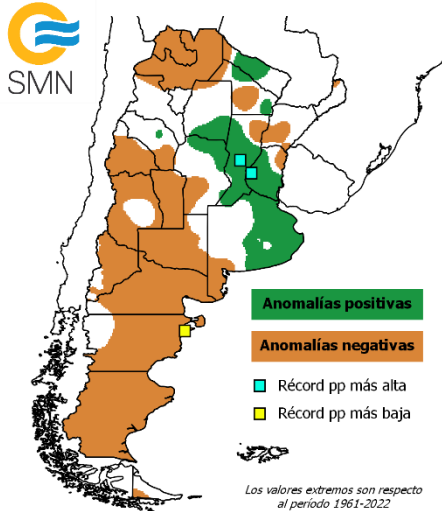 SMN
Anomalías positivas
Anomalías negativas
Récord pp más alta
Récord pp más baja
Los valores extremos son respecto
al período 1961-2022